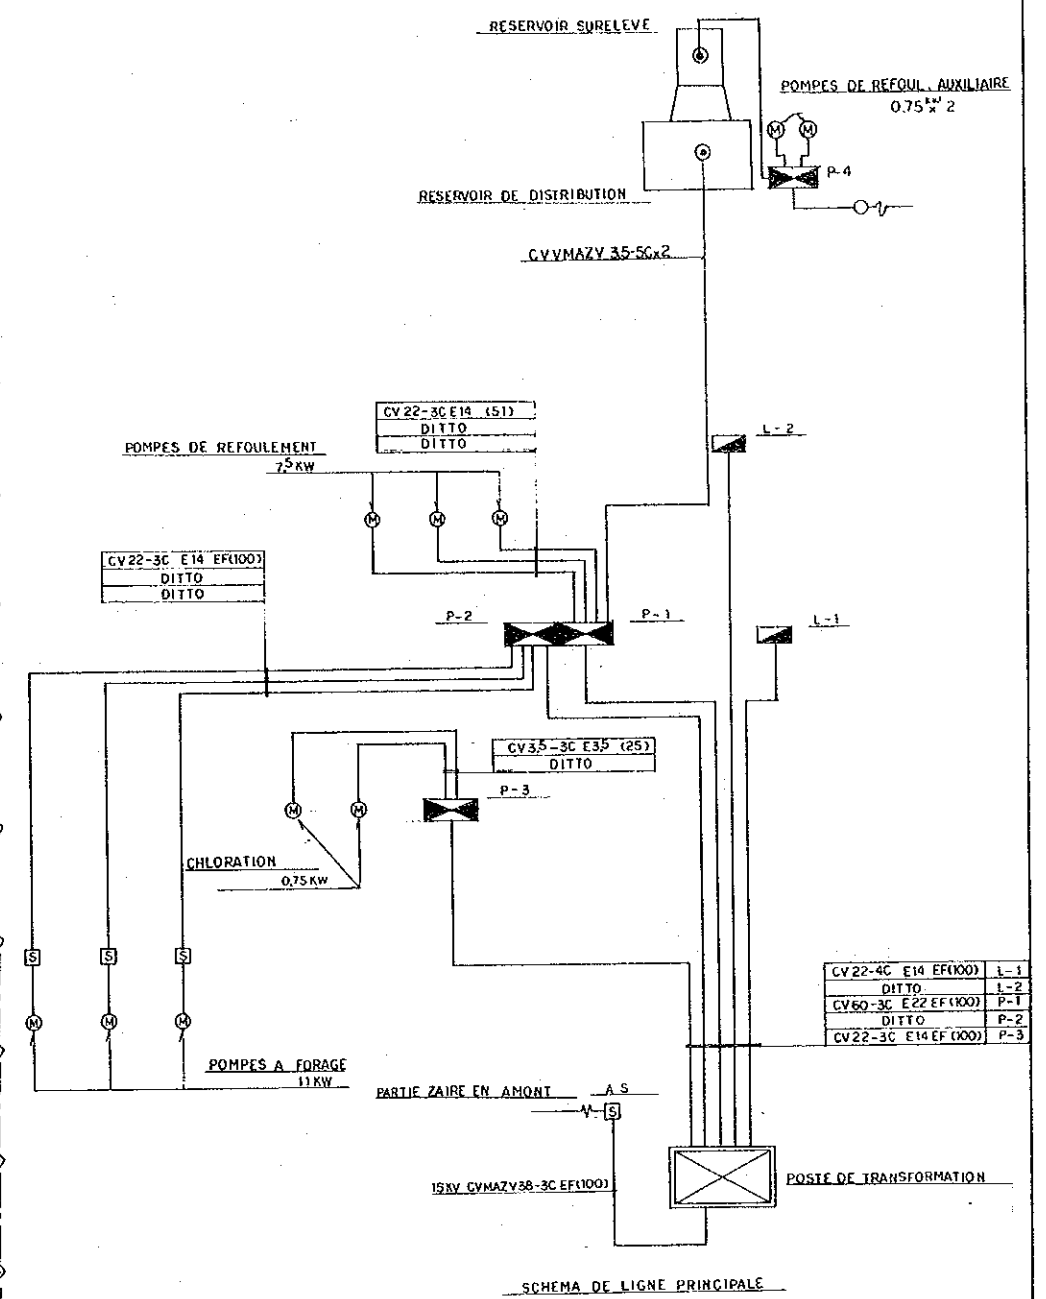 RESERVOIR SURELEVE
POMPES DE REFOUL. AUXILIAIRE
0.75 KW x 2
M
M
P-4
RESERVOIR DE DISTRIBUTION
CVVMAZV 3.5-5Cx2
CV 22-3C E14 (51)
DITTO
DITTO
L-2
POMPES DE REFOULEMENT
7.5 KW
M
M
M
CV 22-3C E14 EF(100)
DITTO
DITTO
P-2
P-1
L-1
CV3.5-3C E3.5 (25)
DITTO
P-3
M
M
CHLORATION
0.75 KW
S
S
S
CV 22-4C E14 EF(100) L-1
DITTO L-2
CV60-3C E22 EF(100) P-1
DITTO P-2
CV22-3C E14 EF(100) P-3
M
M
M
POMPES A FORAGE
11 KW
PARTIE ZAIRE EN AMONT
A S
S
15KV CVMAZV38-3C EF(100)
POSTE DE TRANSFORMATION
SCHEMA DE LIGNE PRINCIPALE